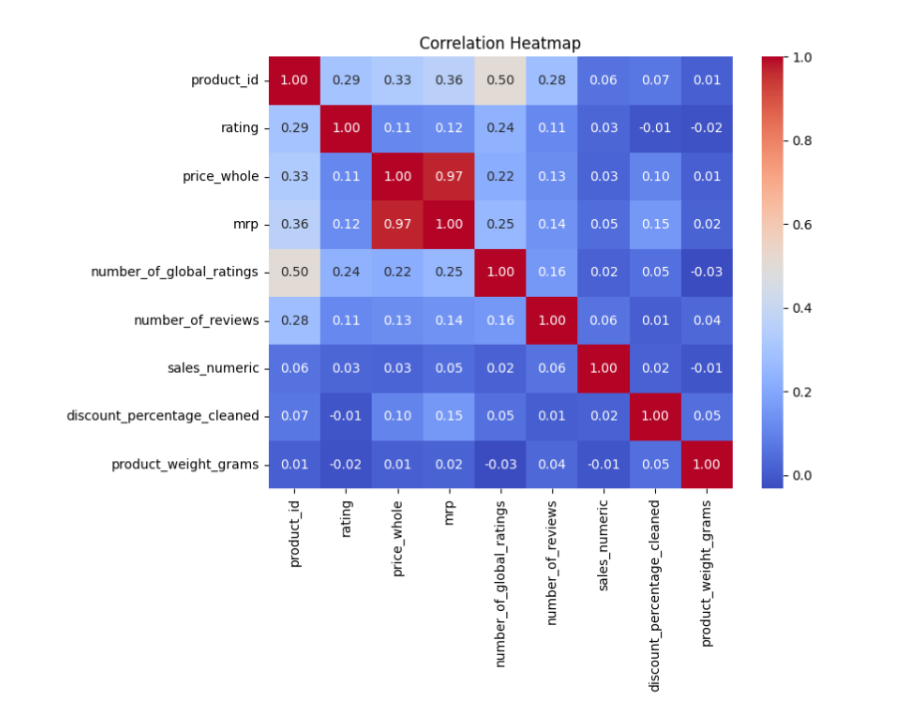 Correlation Heatmap
product_id 1.00 0.29 0.33 0.36 0.50 0.28 0.06 0.07 0.01
rating 0.29 1.00 0.11 0.12 0.24 0.11 0.03 -0.01 -0.02
price_whole 0.33 0.11 1.00 0.97 0.22 0.13 0.03 0.10 0.01
mrp 0.36 0.12 0.97 1.00 0.25 0.14 0.05 0.15 0.02
number_of_global_ratings 0.50 0.24 0.22 0.25 1.00 0.16 0.02 0.05 -0.03
number_of_reviews 0.28 0.11 0.13 0.14 0.16 1.00 0.06 0.01 0.04
sales_numeric 0.06 0.03 0.03 0.05 0.02 0.06 1.00 0.02 -0.01
discount_percentage_cleaned 0.07 -0.01 0.10 0.15 0.05 0.01 0.02 1.00 0.05
product_weight_grams 0.01 -0.02 0.01 0.02 -0.03 0.04 -0.01 0.05 1.00
product_id
rating
price_whole
mrp
number_of_global_ratings
number_of_reviews
sales_numeric
discount_percentage_cleaned
product_weight_grams
1.0
0.8
0.6
0.4
0.2
0.0